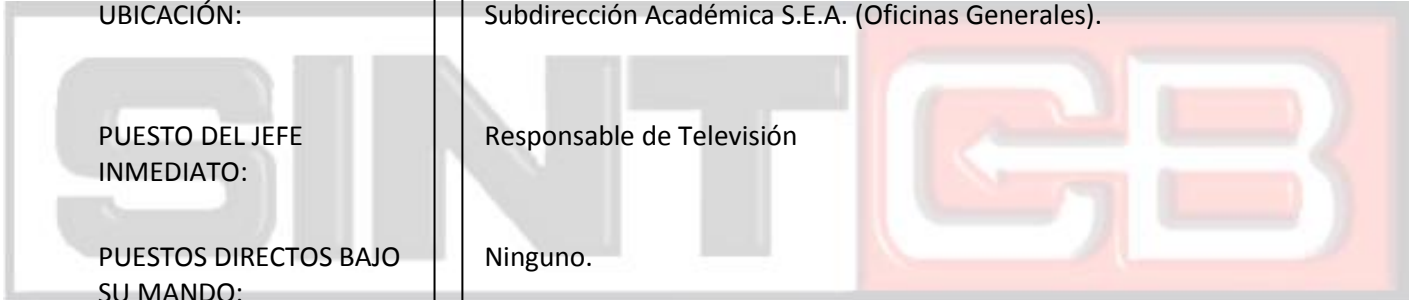 UBICACIÓN: Subdirección Académica S.E.A. (Oficinas Generales).
PUESTO DEL JEFE Responsable de Televisión
INMEDIATO:
PUESTOS DIRECTOS BAJO Ninguno.
SU MANDO:
SINTCB